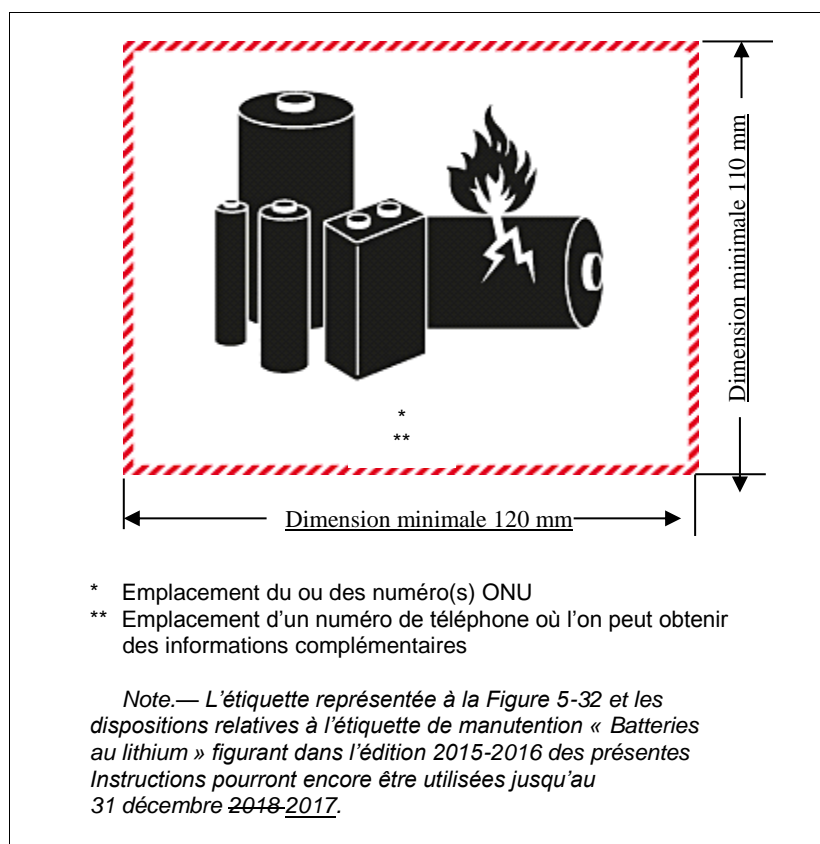 *
**
Dimension minimale 110 mm
Dimension minimale 120 mm
* Emplacement du ou des numéro(s) ONU
** Emplacement d’un numéro de téléphone où l’on peut obtenir
des informations complémentaires
Note.— L’étiquette représentée à la Figure 5-32 et les
dispositions relatives à l’étiquette de manutention « Batteries
au lithium » figurant dans l’édition 2015-2016 des présentes
Instructions pourront encore être utilisées jusqu’au
31 décembre 2018 2017.